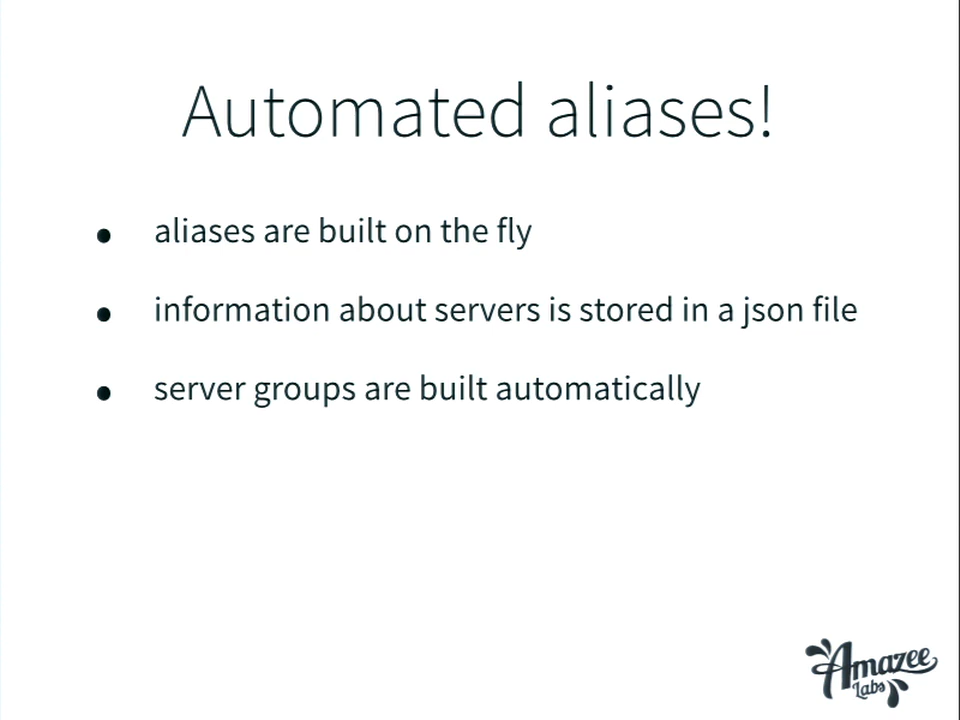 Automated aliases!
● aliases are built on the fly
● information about servers is stored in a json file
● server groups are built automatically
Amazee
Labs